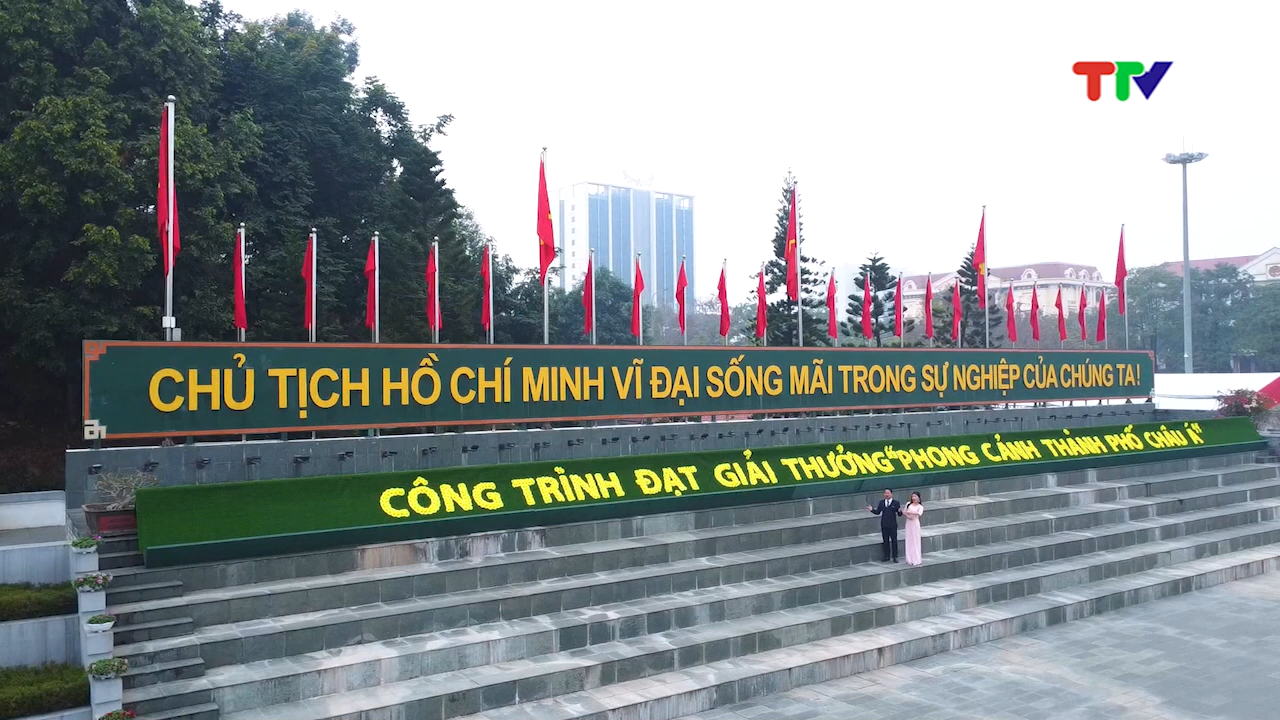 TTV
CHỦ TỊCH HỒ CHÍ MINH VĨ ĐẠI SỐNG MÃI TRONG SỰ NGHIỆP CỦA CHÚNG TA!
CÔNG TRÌNH ĐẠT GIẢI THƯỞNG "PHONG CẢNH THÀNH PHỐ CHÂU Á"